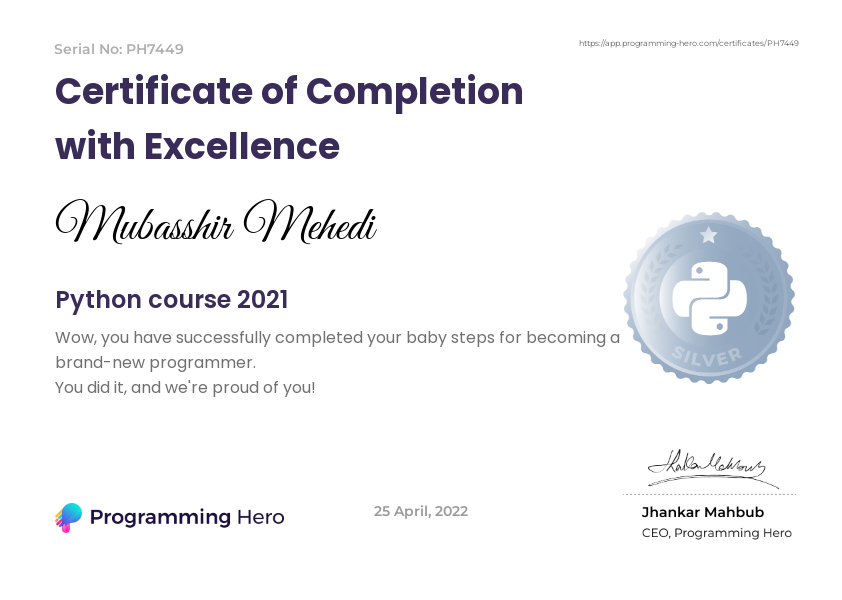 Serial No: PH7449
https://app.programming-hero.com/certificates/PH7449
Certificate of Completion
with Excellence
Mubasshir Mehedi
Python course 2021
Wow, you have successfully completed your baby steps for becoming a
brand-new programmer.
You did it, and we're proud of you!
SILVER
Jhankar Mahbub
Programming Hero
25 April, 2022
Jhankar Mahbub
CEO, Programming Hero